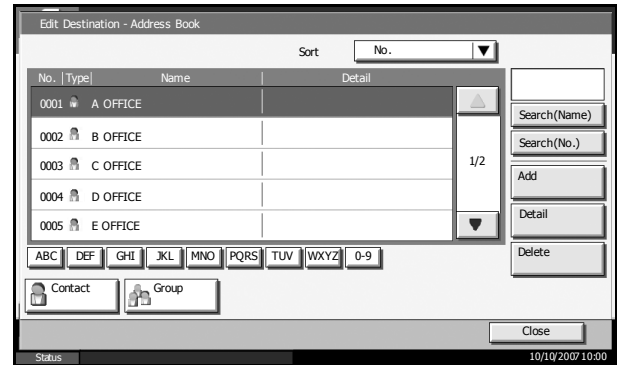 Edit Destination - Address Book
Sort No.
No. Type Name Detail
0001 A OFFICE
0002 B OFFICE
0003 C OFFICE
0004 D OFFICE
0005 E OFFICE
1/2
Search(Name)
Search(No.)
Add
Detail
Delete
ABC DEF GHI JKL MNO PQRS TUV WXYZ 0-9
Contact Group
Close
Status 10/10/2007 10:00